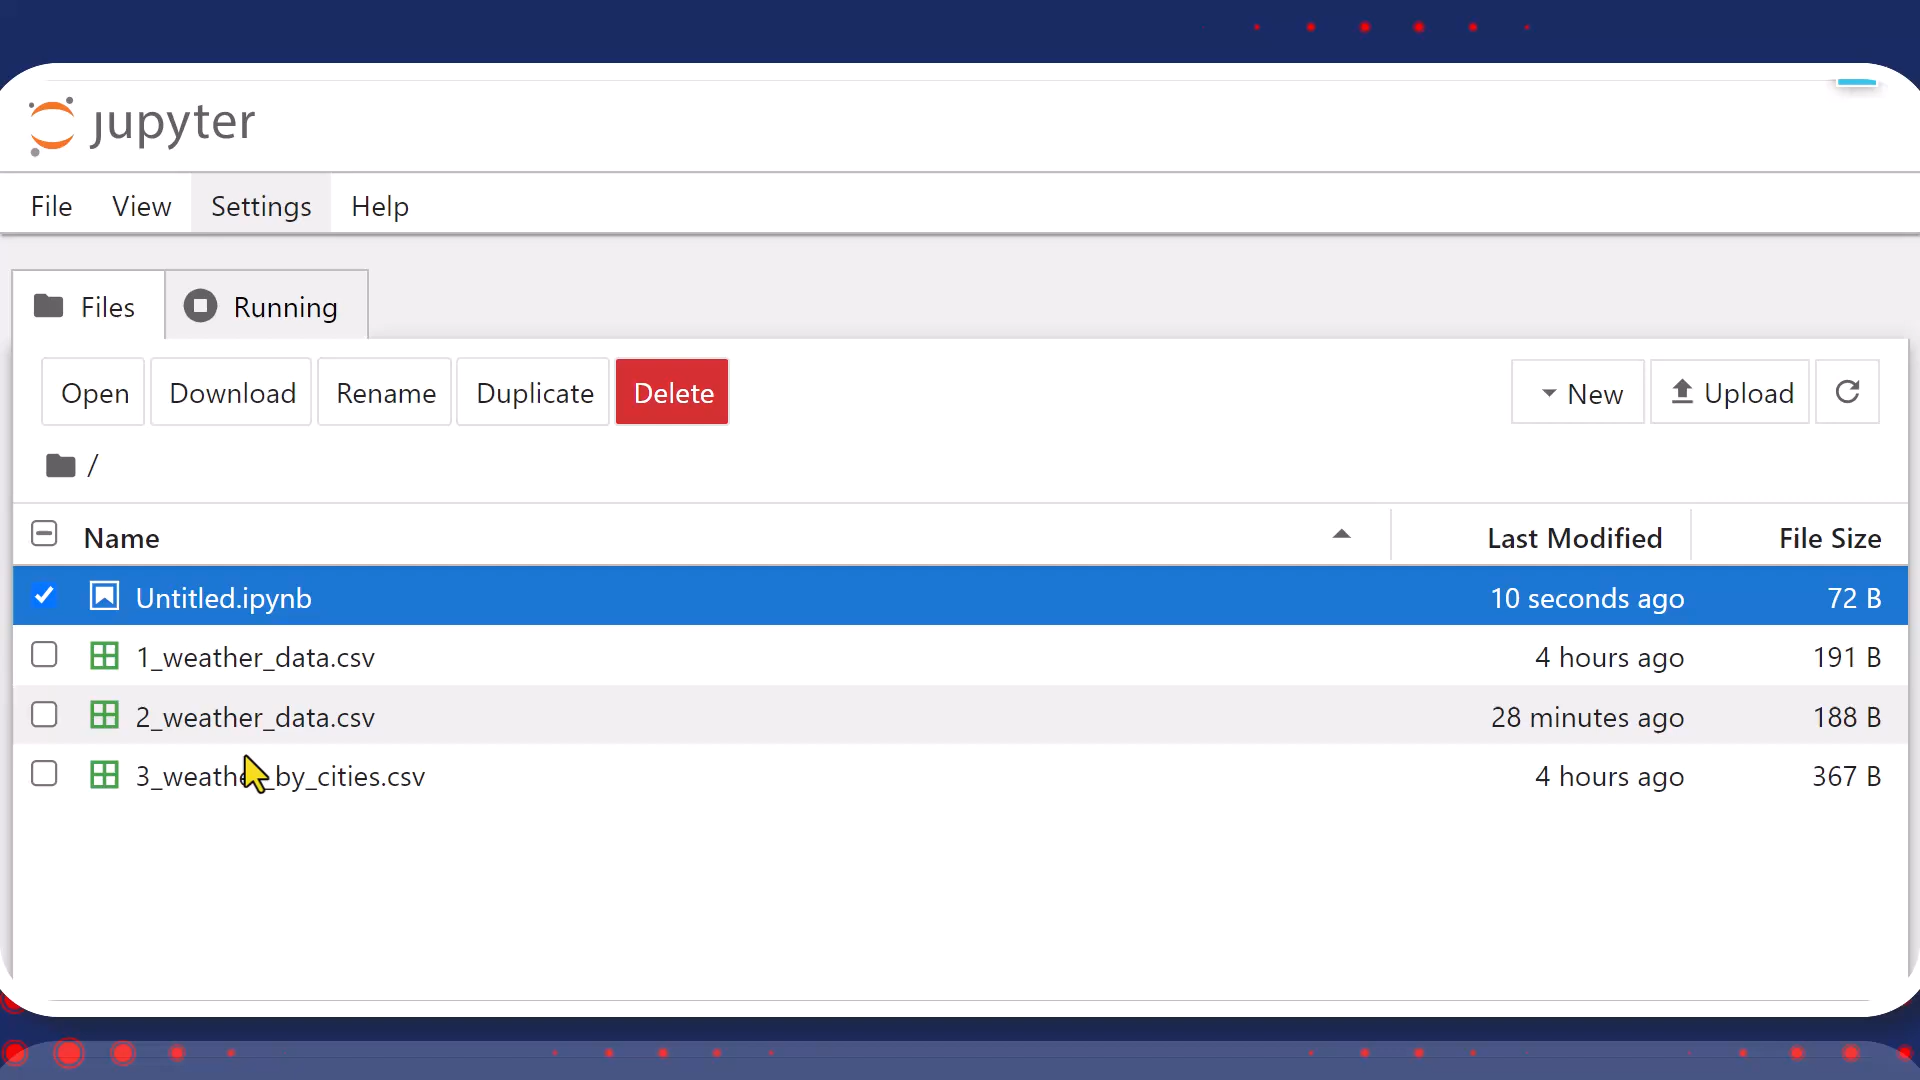 jupyter
File View Settings Help
Files Running
Open Download Rename Duplicate Delete New Upload
/
Name Last Modified File Size
Untitled.ipynb 10 seconds ago 72 B
1_weather_data.csv 4 hours ago 191 B
2_weather_data.csv 28 minutes ago 188 B
3_weather_by_cities.csv 4 hours ago 367 B